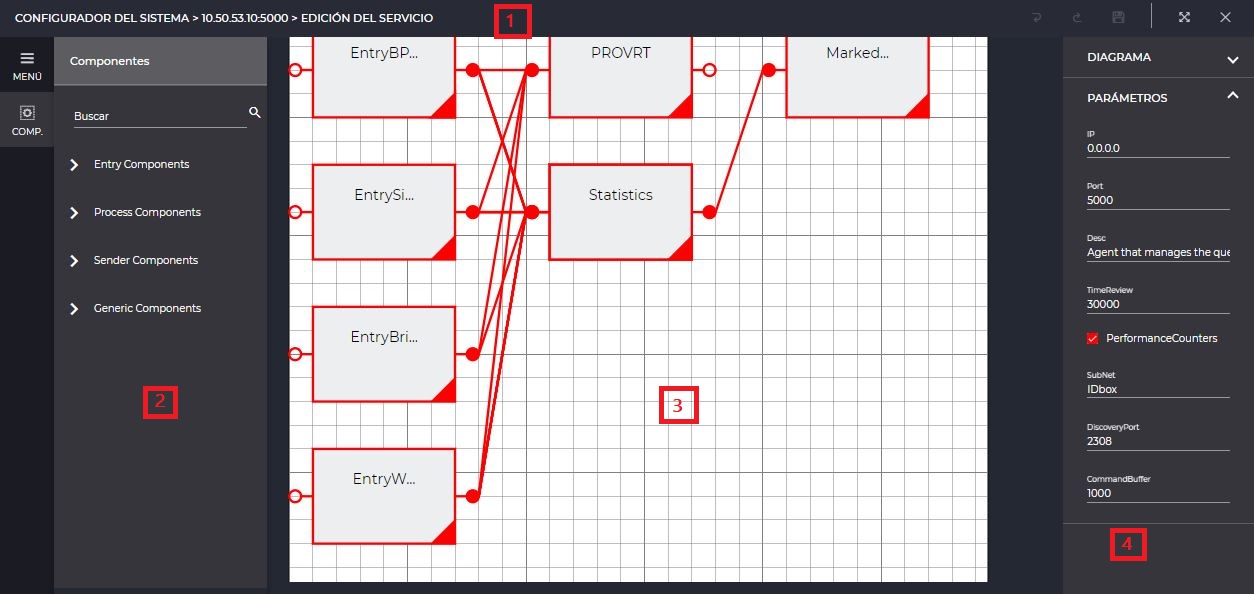 CONFIGURADOR DEL SISTEMA > 10.50.53.10:5000 > EDICIÓN DEL SERVICIO
1
MENÚ
COMP.
Componentes
Buscar
Entry Components
Process Components
Sender Components
Generic Components
2
EntryBP...
PROVRT
Marked...
EntrySi...
Statistics
EntryBri...
EntryW...
3
DIAGRAMA
PARÁMETROS
IP
0.0.0.0
Port
5000
Desc
Agent that manages the que
TimeReview
30000
PerformanceCounters
SubNet
IDbox
DiscoveryPort
2308
CommandBuffer
1000
4